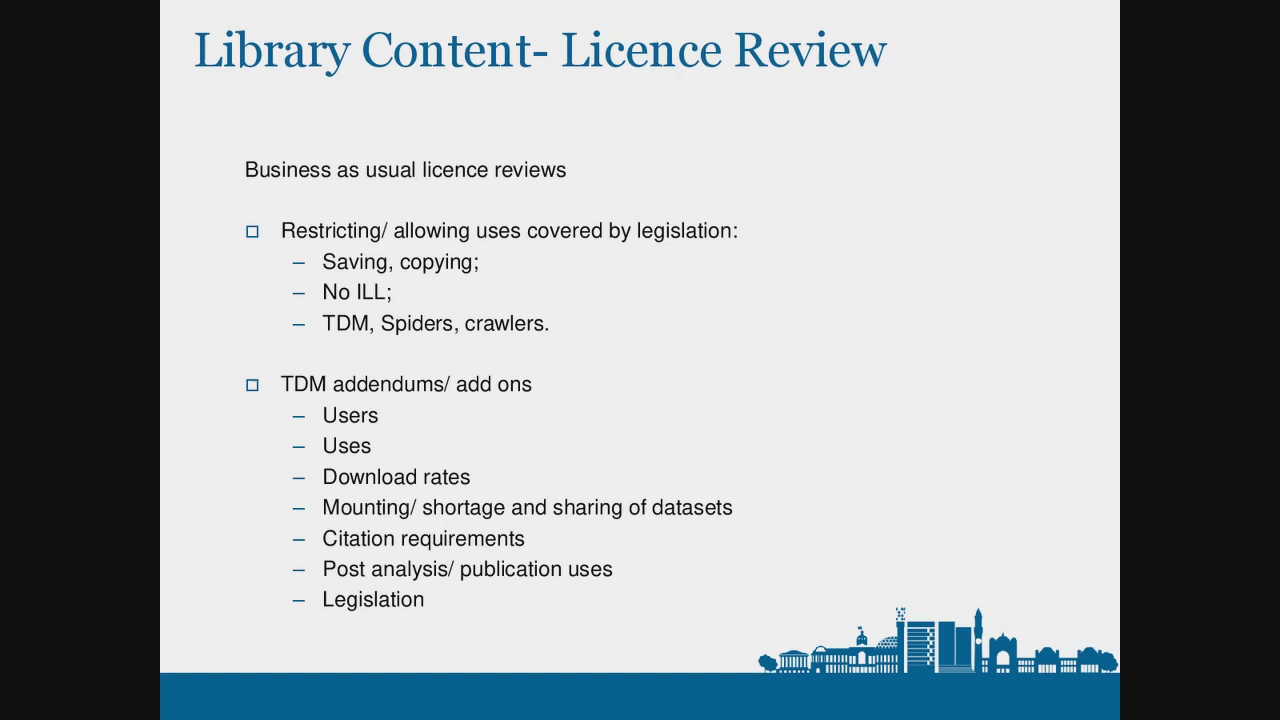 Library Content- Licence Review
Business as usual licence reviews
Restricting/ allowing uses covered by legislation:
– Saving, copying;
– No ILL;
– TDM, Spiders, crawlers.
TDM addendums/ add ons
– Users
– Uses
– Download rates
– Mounting/ shortage and sharing of datasets
– Citation requirements
– Post analysis/ publication uses
– Legislation